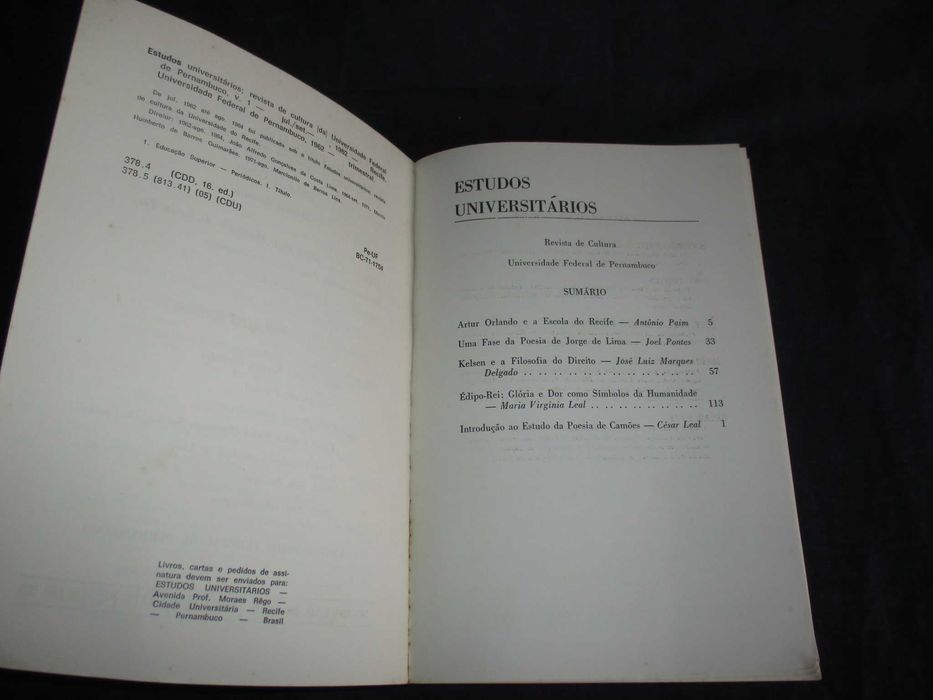 Estudos universitários; revista de cultura |da| Universidade Federal
de Pernambuco, v. 1 — jul./set.— , 1962 — Recife,
Universidade Federal de Pernambuco, 1962 — trimestral
De jul. 1962 até ago. 1964 foi publicado sob o título Estudos universitários; revista
de cultura da Universidade do Recife.
Diretor: 1962-ago. 1964, João Alfredo Gonçalves da Costa Lima, 1964-set. 1971, Murilo
Humberto de Barros Guimarães; 1971-ago. Marcionilo de Barros Lins.
1. Educação Superior — Periódicos. 1. Título.
378.4 (CDD. 16. ed.)
378.5 (813.41) (05) (CDU)
Pe-UF
BC-71-1754
Livros, cartas e pedidos de assi-
natura devem ser enviados para:
ESTUDOS UNIVERSITÁRIOS —
Avenida Prof. Moraes Rêgo —
Cidade Universitária — Recife
— Pernambuco — Brasil
ESTUDOS
UNIVERSITÁRIOS
Revista de Cultura
Universidade Federal de Pernambuco
SUMÁRIO
Artur Orlando e a Escola do Recife — Antônio Paim 5
Uma Fase da Poesia de Jorge de Lima — Joel Pontes 33
Kelsen e a Filosofia do Direito — José Luiz Marques
Delgado . . . . . . . . . . . . . . . . . . . . 57
Édipo-Rei: Glória e Dor como Símbolos da Humanidade
— Maria Virginia Leal . . . . . . . . . . . . 113
Introdução ao Estudo da Poesia de Camões — César Leal 1